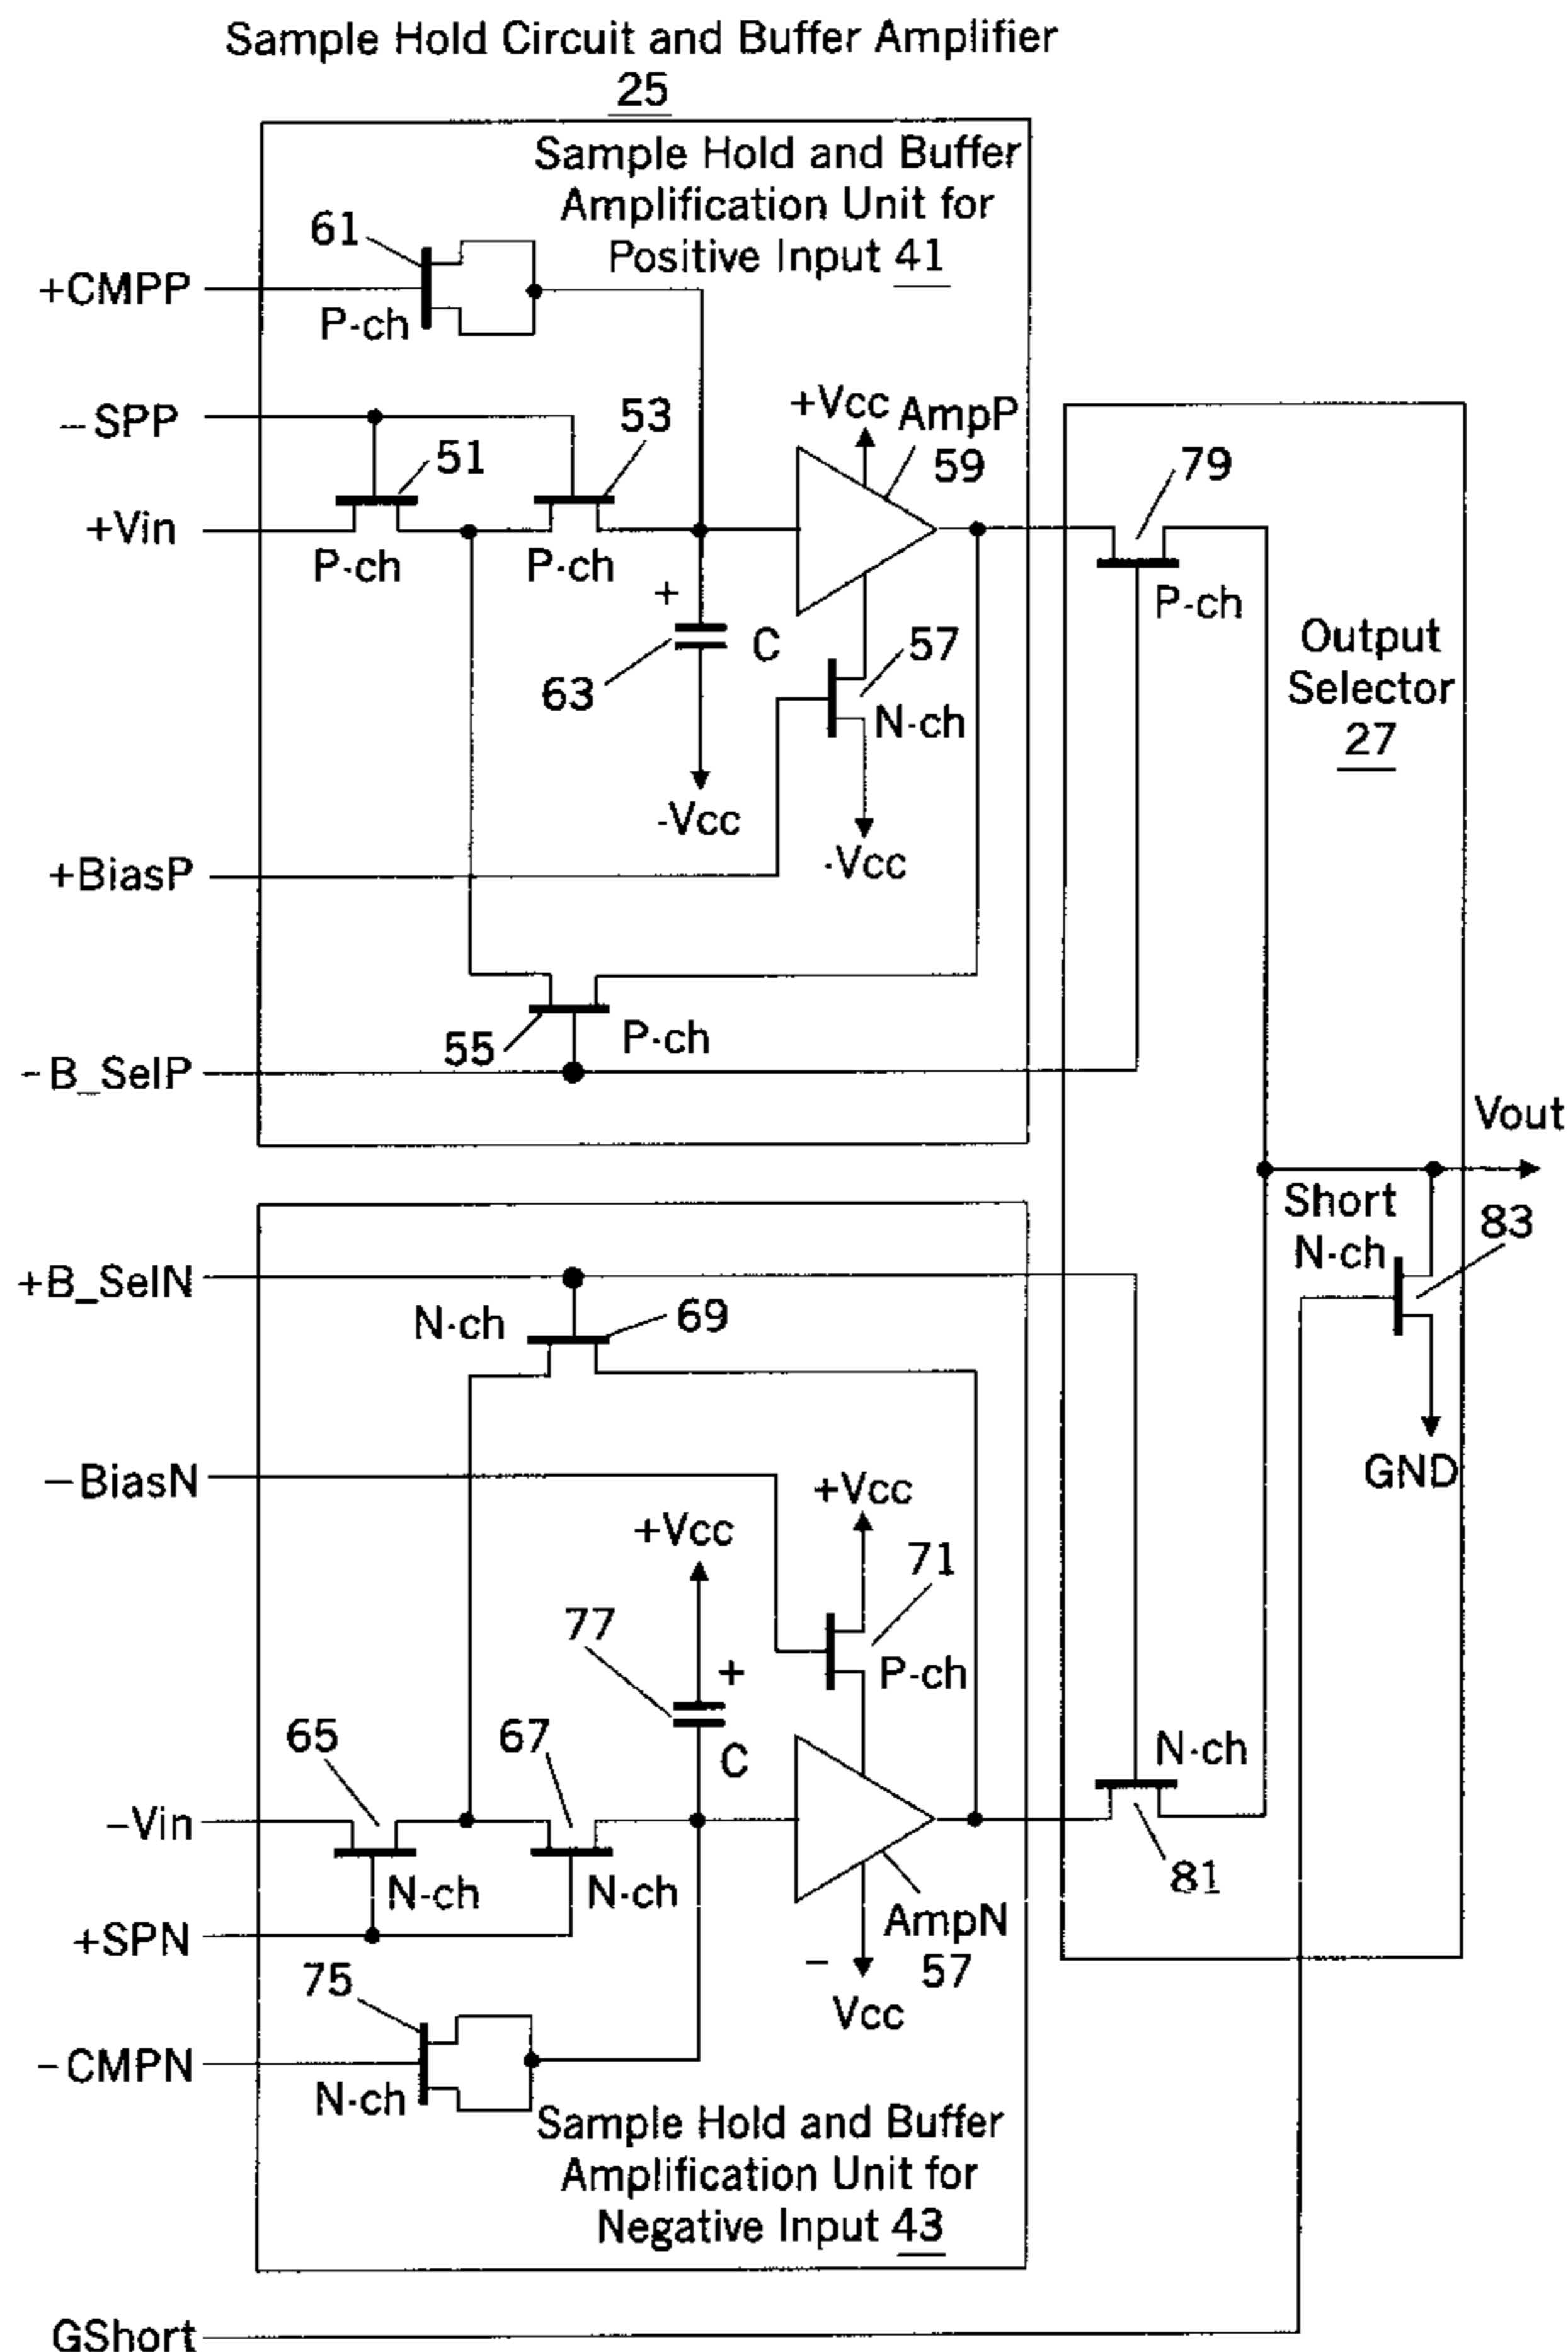 Sample Hold Circuit and Buffer Amplifier
25
Sample Hold and Buffer
Amplification Unit for
Positive Input 41
61
+CMPP
P-ch
-SPP
53
+Vcc
AmpP
59
51
79
+Vin
P-ch
P-ch
P-ch
+
C
57
63
N-ch
Output
Selector
27
-Vcc
-Vcc
+BiasP
55
P-ch
-B_SelP
Vout
Short
N-ch
83
+B_SelN
N-ch
69
GND
-BiasN
+Vcc
+Vcc
71
77
+
P-ch
65
67
C
N-ch
-Vin
N-ch
N-ch
81
+SPN
AmpN
57
75
-
Vcc
-CMPN
N-ch
Sample Hold and Buffer
Amplification Unit for
Negative Input 43
GShort